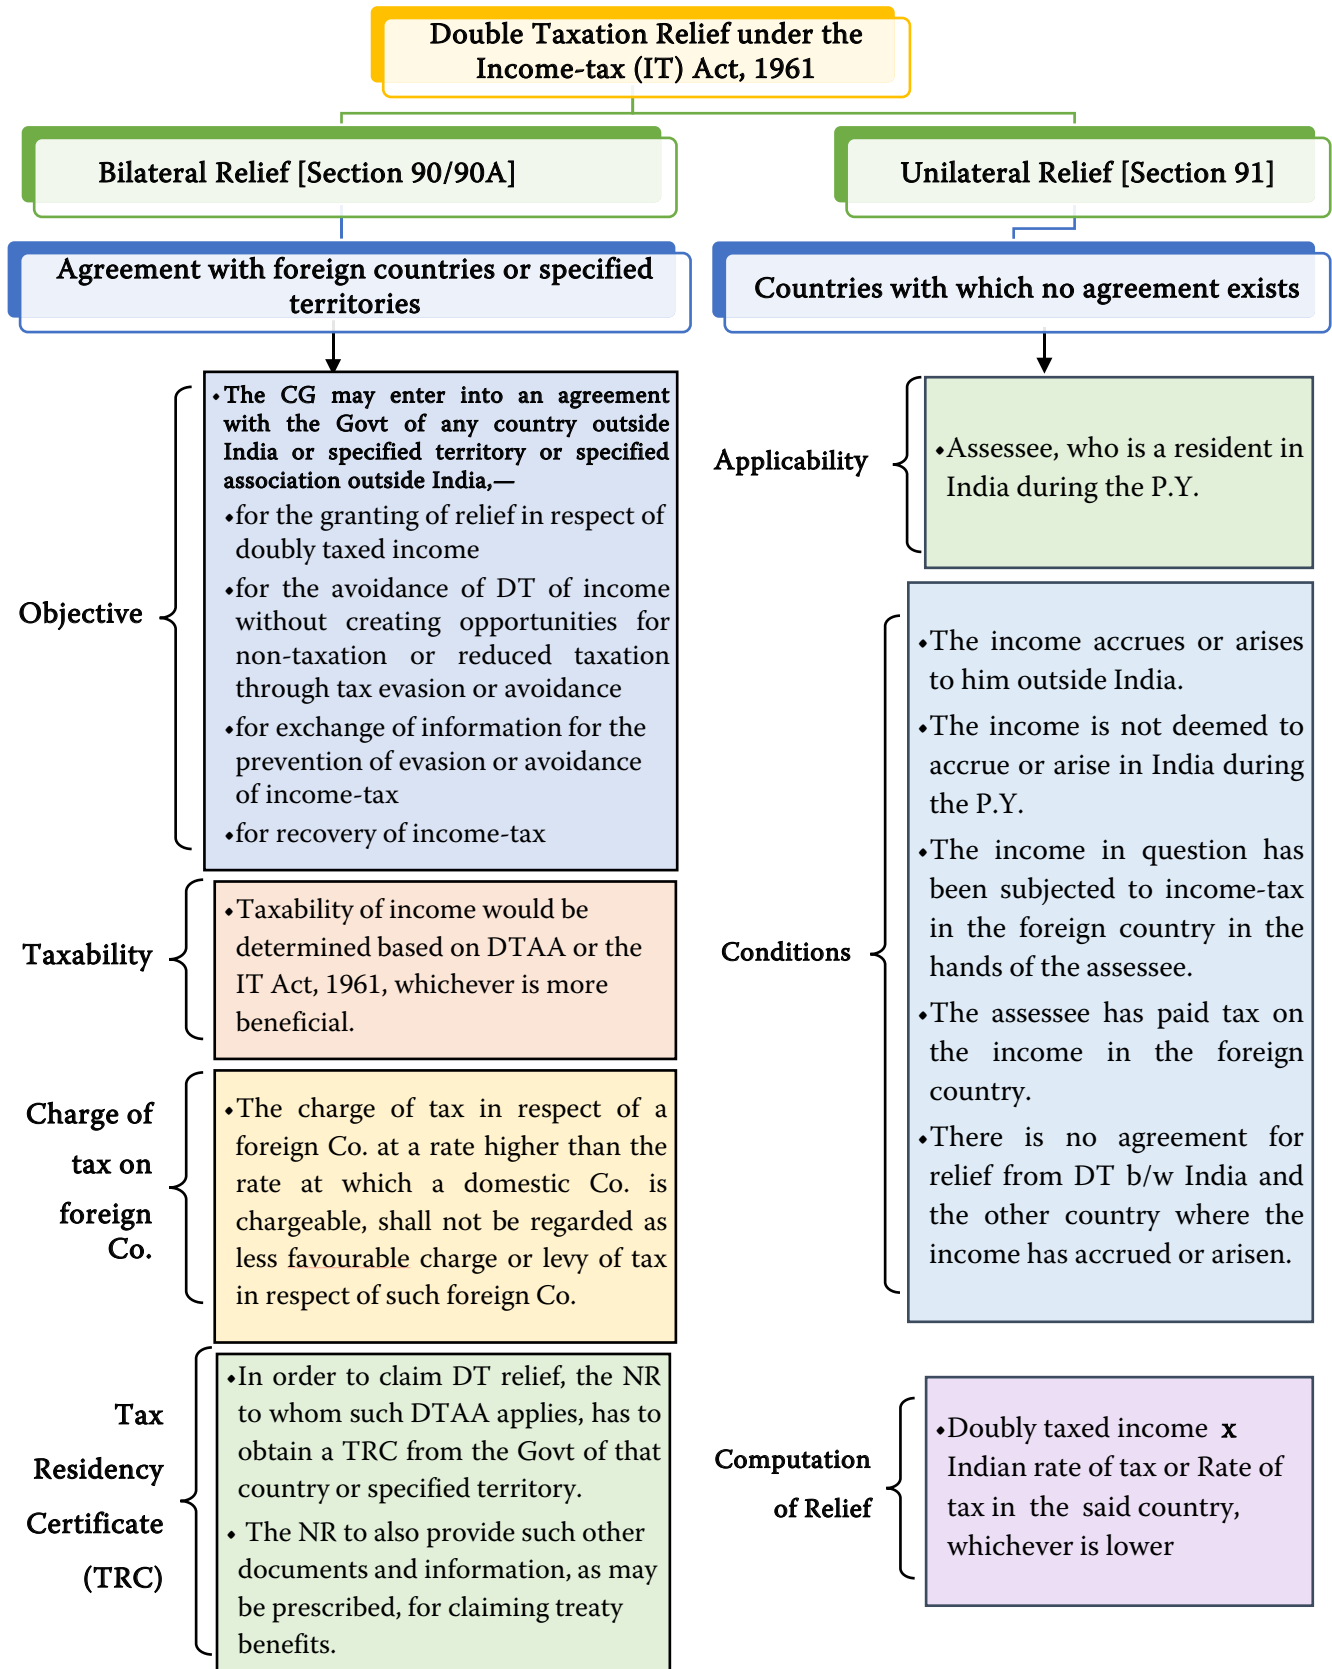 Double Taxation Relief under the
Income-tax (IT) Act, 1961
Bilateral Relief [Section 90/90A]
Agreement with foreign countries or specified
territories
Objective
•The CG may enter into an agreement
with the Govt of any country outside
India or specified territory or specified
association outside India,—
•for the granting of relief in respect of
doubly taxed income
•for the avoidance of DT of income
without creating opportunities for
non-taxation or reduced taxation
through tax evasion or avoidance
•for exchange of information for the
prevention of evasion or avoidance
of income-tax
•for recovery of income-tax
Taxability
•Taxability of income would be
determined based on DTAA or the
IT Act, 1961, whichever is more
beneficial.
Charge of
tax on
foreign
Co.
•The charge of tax in respect of a
foreign Co. at a rate higher than the
rate at which a domestic Co. is
chargeable, shall not be regarded as
less favourable charge or levy of tax
in respect of such foreign Co.
Tax
Residency
Certificate
(TRC)
•In order to claim DT relief, the NR
to whom such DTAA applies, has to
obtain a TRC from the Govt of that
country or specified territory.
• The NR to also provide such other
documents and information, as may
be prescribed, for claiming treaty
benefits.
Unilateral Relief [Section 91]
Countries with which no agreement exists
Applicability
•Assessee, who is a resident in
India during the P.Y.
Conditions
•The income accrues or arises
to him outside India.
•The income is not deemed to
accrue or arise in India during
the P.Y.
•The income in question has
been subjected to income-tax
in the foreign country in the
hands of the assessee.
•The assessee has paid tax on
the income in the foreign
country.
•There is no agreement for
relief from DT b/w India and
the other country where the
income has accrued or arisen.
Computation
of Relief
•Doubly taxed income x
Indian rate of tax or Rate of
tax in the said country,
whichever is lower